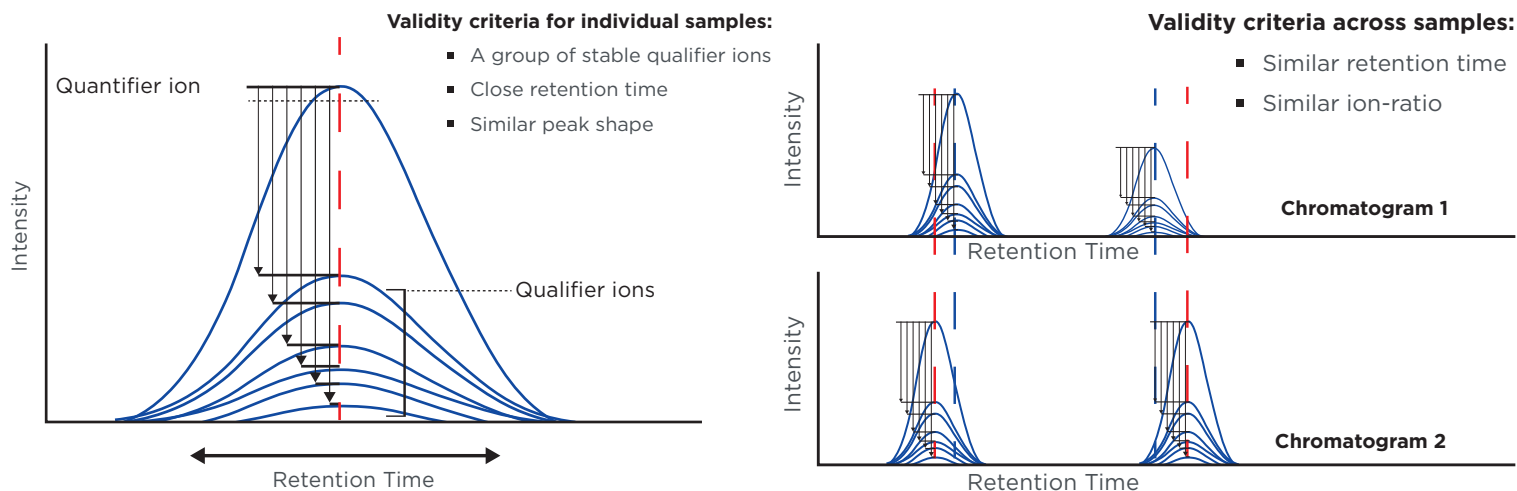 Validity criteria for individual samples:
A group of stable qualifier ions
Close retention time
Similar peak shape
Quantifier ion
Qualifier ions
Intensity
Retention Time
Validity criteria across samples:
Similar retention time
Similar ion-ratio
Intensity
Chromatogram 1
Retention Time
Intensity
Chromatogram 2
Retention Time